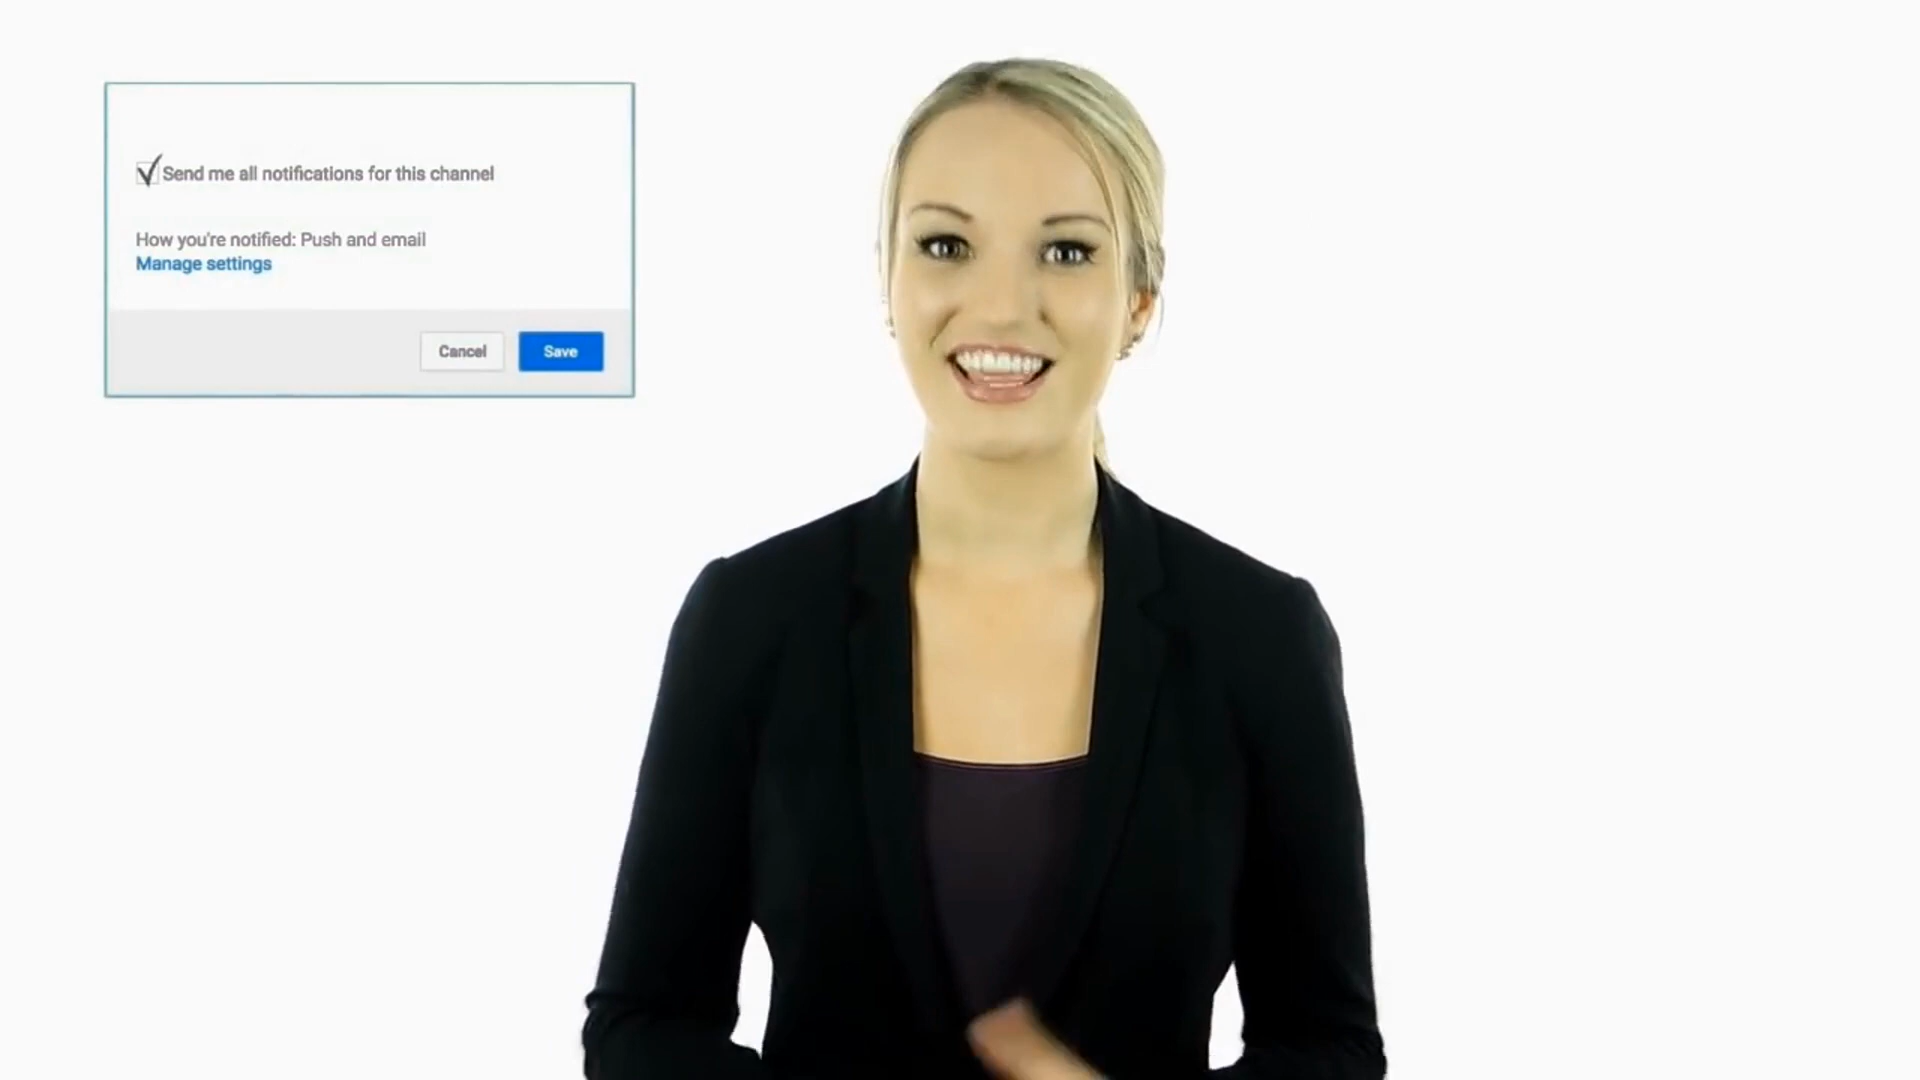 Send me all notifications for this channel
How you're notified: Push and email
Manage settings
Cancel
Save